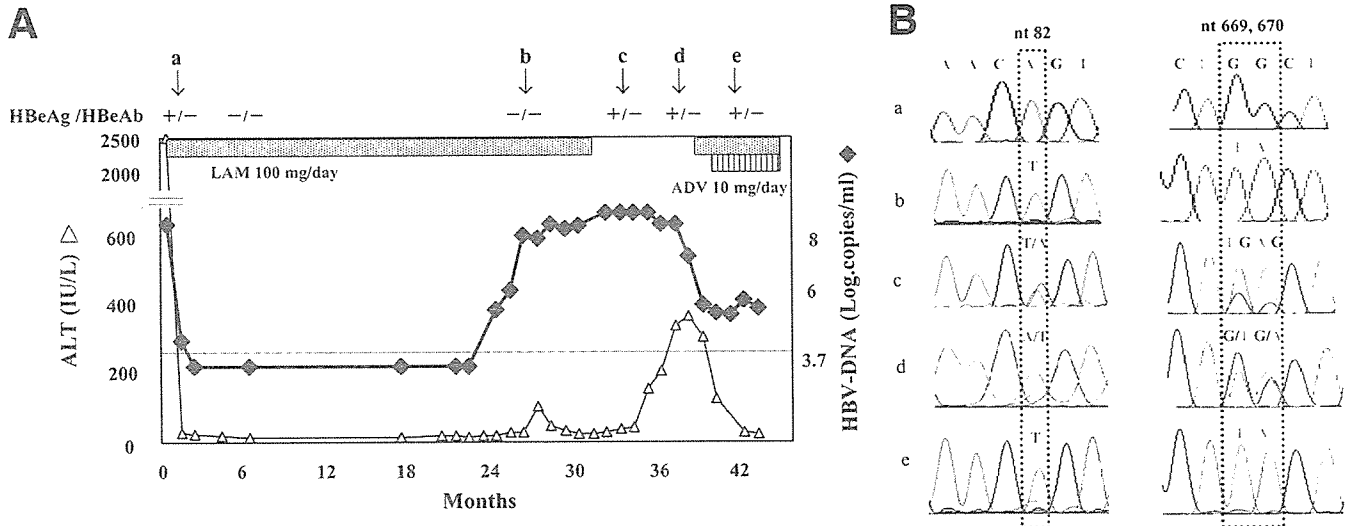 A
a b c d e
HBeAg /HBeAb +/− −/− −/− +/− +/− +/−
2500
2000
600
400
200
0
LAM 100 mg/day
ADV 10 mg/day
8
6
3.7
ALT (IU/L) △
HBV-DNA (Log.copies/ml) ◆
0 6 12 18 24 30 36 42
Months
B
nt 82 nt 669, 670
a
A A C A G T C T G G C T
b
T T A
c
T/A T G A G
d
A/T G/T G/A
e
T T A